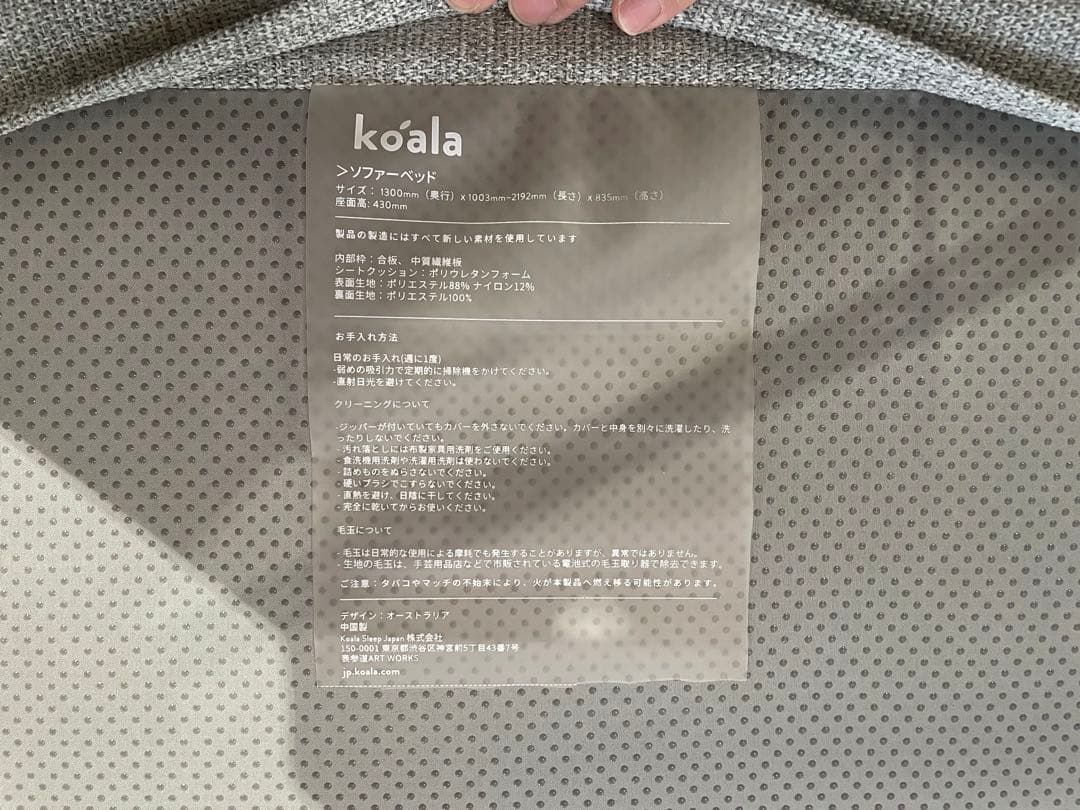 koala
>ソファーベッド
サイズ： 1300mm（奥行）x 1003mm-2192mm（長さ）x 835mm（高さ）
座面高: 430mm
製品の製造にはすべて新しい素材を使用しています
内部枠：合板、中質繊維板
シートクッション：ポリウレタンフォーム
表面生地：ポリエステル88% ナイロン12%
裏面生地：ポリエステル100%
お手入れ方法
日常のお手入れ(週に1度)
-弱めの吸引力で定期的に掃除機をかけてください。
-直射日光を避けてください。
クリーニングについて
-ジッパーが付いていてもカバーを外さないでください。カバーと中身を別々に洗濯したり、洗
ったりしないでください。
- 汚れ落としには布製家具用洗剤をご使用ください。
- 食洗機用洗剤や洗濯用洗剤は使わないでください。
- 詰めものをぬらさないでください。
- 硬いブラシでこすらないでください。
- 直熱を避け、日陰に干してください。
- 完全に乾いてからお使いください。
毛玉について
- 毛玉は日常的な使用による摩耗でも発生することがありますが、異常ではありません。
- 生地の毛玉は、手芸用品店などで市販されている電池式の毛玉取り器で除去できます。
ご注意：タバコやマッチの不始末により、火が本製品へ燃え移る可能性があります。
デザイン：オーストラリア
中国製
Koala Sleep Japan 株式会社
150-0001 東京都渋谷区神宮前5丁目43番7号
表参道ART WORKS
jp.koala.com